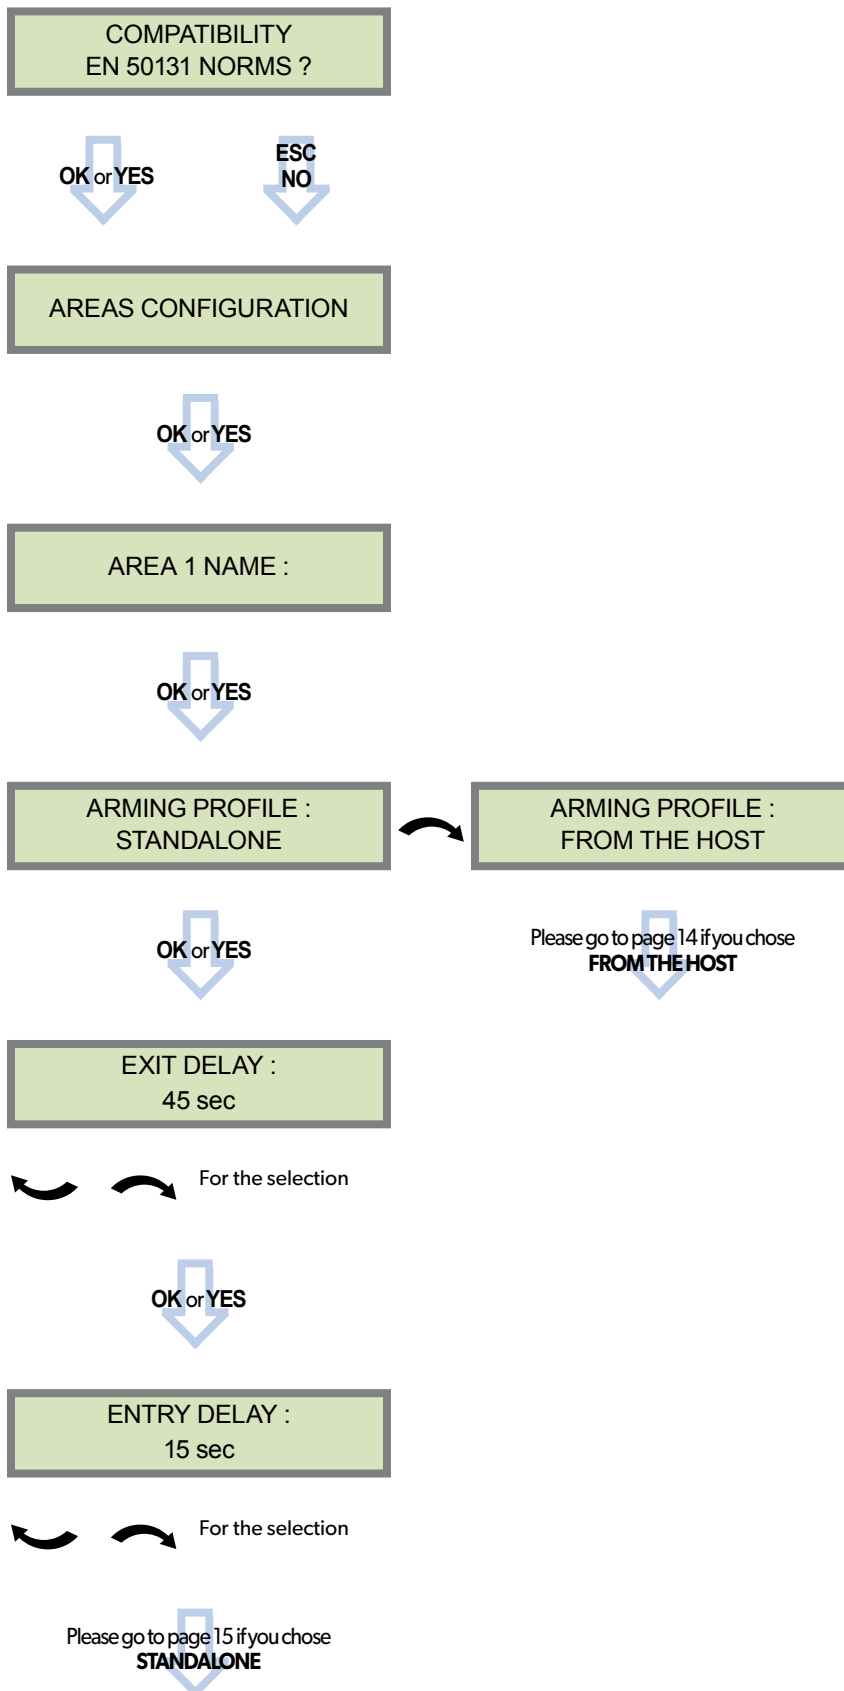 COMPATIBILITY
EN 50131 NORMS ?
OK or YES
ESC
NO
AREAS CONFIGURATION
OK or YES
AREA 1 NAME :
OK or YES
ARMING PROFILE :
STANDALONE
ARMING PROFILE :
FROM THE HOST
OK or YES
Please go to page 14 if you chose
FROM THE HOST
EXIT DELAY :
45 sec
For the selection
OK or YES
ENTRY DELAY :
15 sec
For the selection
Please go to page 15 if you chose
STANDALONE